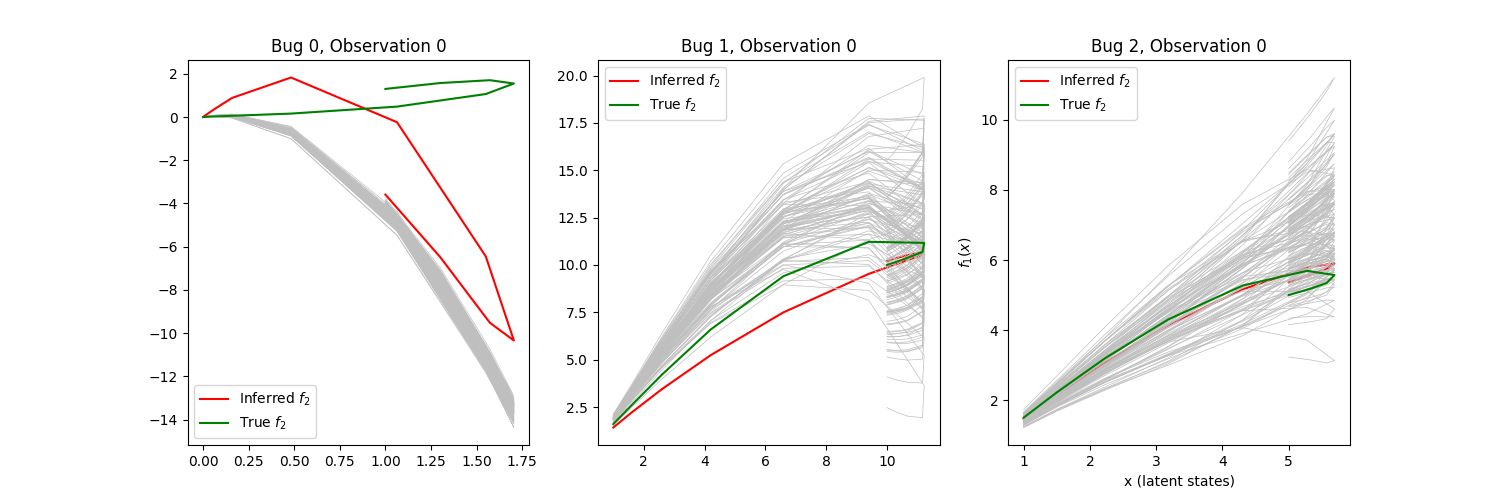 Bug 0, Observation 0
2
0
−2
−4
−6
−8
−10
−12
−14
Inferred f₂
True f₂
0.00 0.25 0.50 0.75 1.00 1.25 1.50 1.75
Bug 1, Observation 0
Inferred f₂
True f₂
20.0
17.5
15.0
12.5
10.0
7.5
5.0
2.5
2 4 6 8 10
Bug 2, Observation 0
Inferred f₂
True f₂
f₁(x)
10
8
6
4
2
1 2 3 4 5
x (latent states)